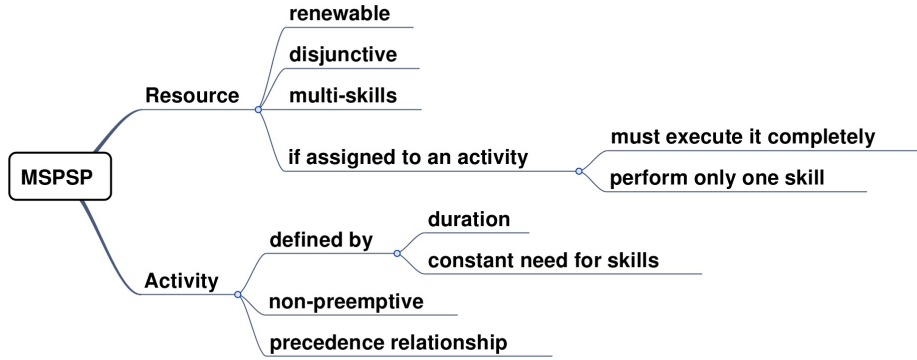 MSPSP
Resource
renewable
disjunctive
multi-skills
if assigned to an activity
must execute it completely
perform only one skill
Activity
defined by
duration
constant need for skills
non-preemptive
precedence relationship